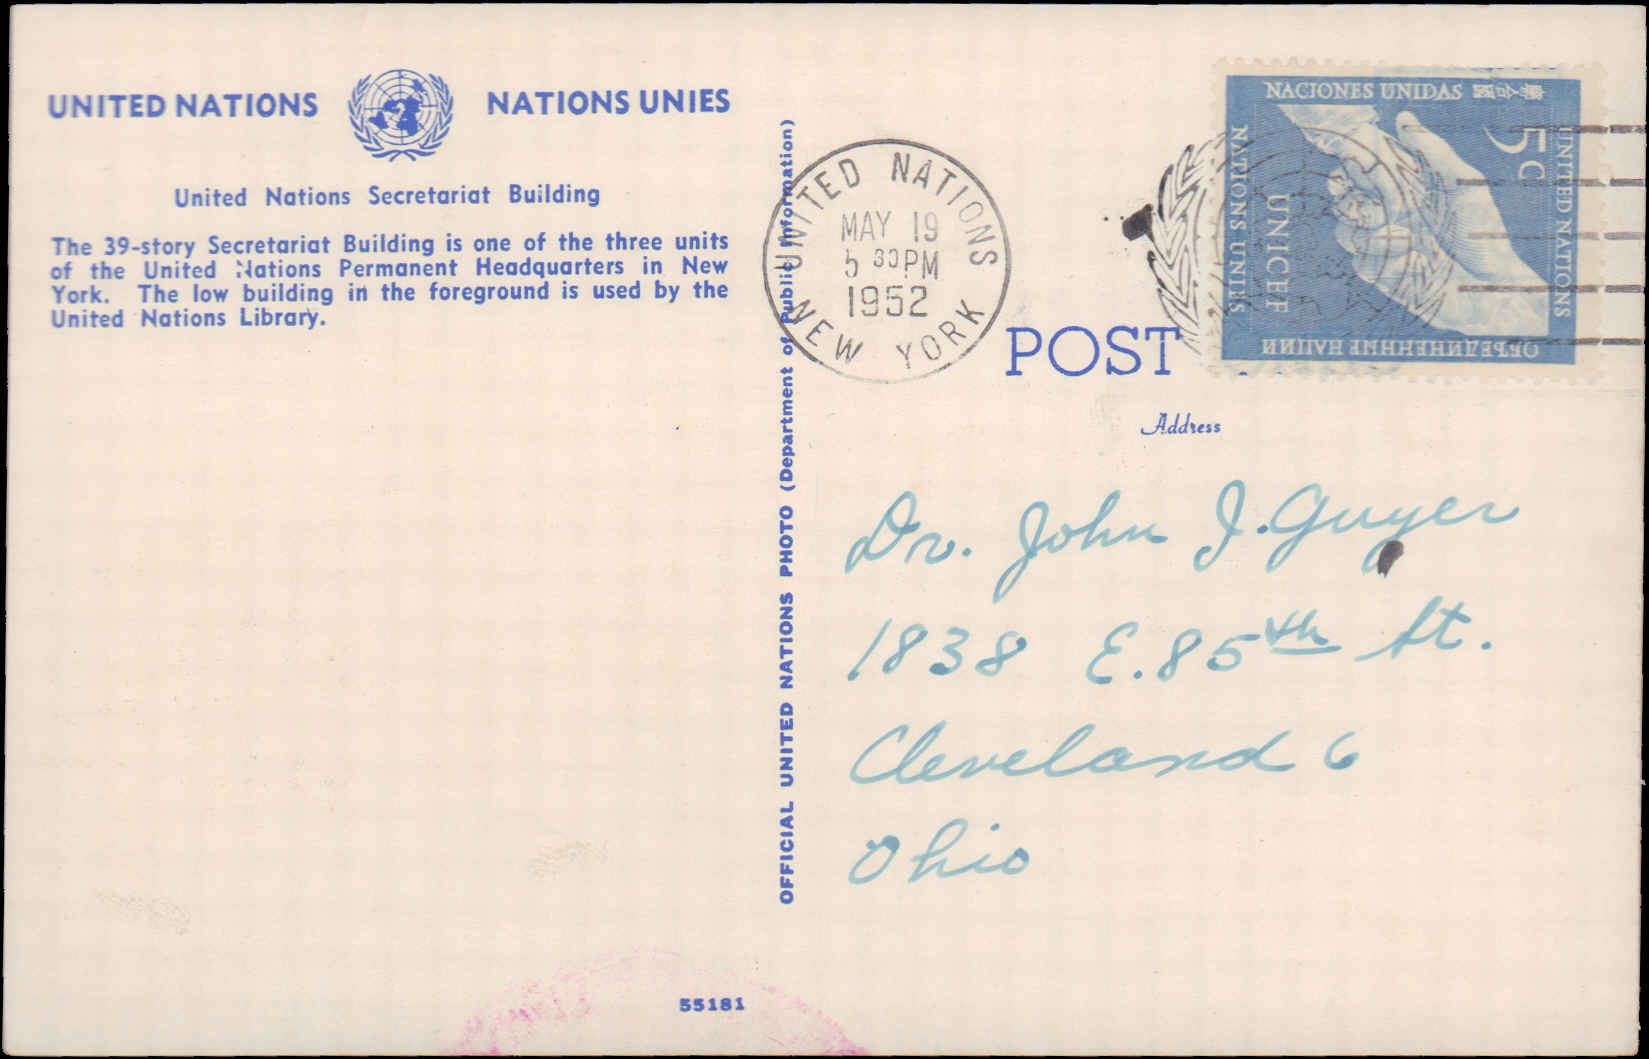 UNITED NATIONS NATIONS UNIES
United Nations Secretariat Building
The 39-story Secretariat Building is one of the three units
of the United Nations Permanent Headquarters in New
York. The low building in the foreground is used by the
United Nations Library.
OFFICIAL UNITED NATIONS PHOTO (Department of Public Information)
UNITED NATIONS
MAY 19
5 30 PM
1952
NEW YORK
NACIONES UNIDAS
5c
UNITED NATIONS
NATIONS UNIES
UNICEF
ОБЪЕДИНЕННЫЕ НАЦИИ
POST
Address
Dr. John J. Guyer
1838 E. 85th St.
Cleveland 6
Ohio
55181